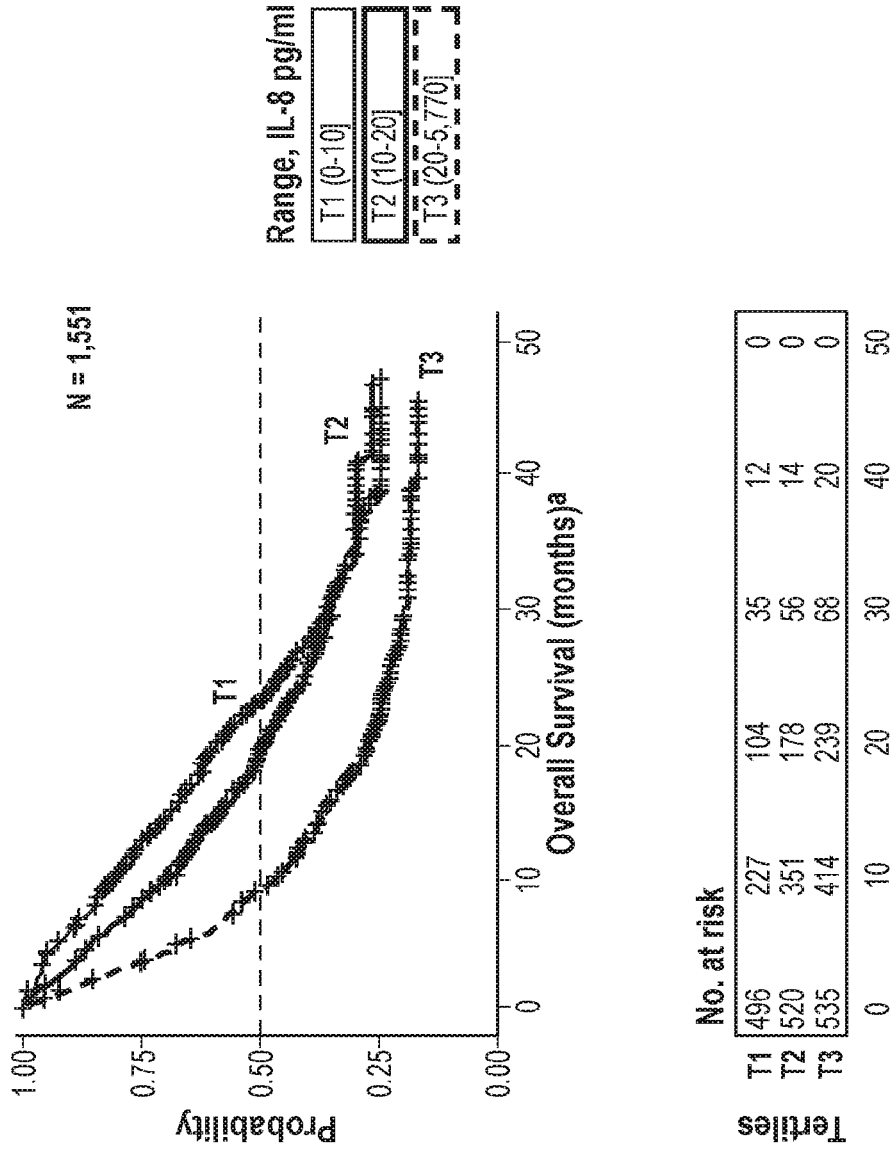 N = 1,551
Range, IL-8 pg/ml
T1 (0-10]
T2 (10-20]
T3 (20-5,770]
Probability
1.00
0.75
0.50
0.25
0.00
T1
T2
T3
0 10 20 30 40 50
Overall Survival (months)a
No. at risk
Tertiles
T1 496 227 104 35 12 0
T2 520 351 178 56 14 0
T3 535 414 239 68 20 0
0 10 20 30 40 50